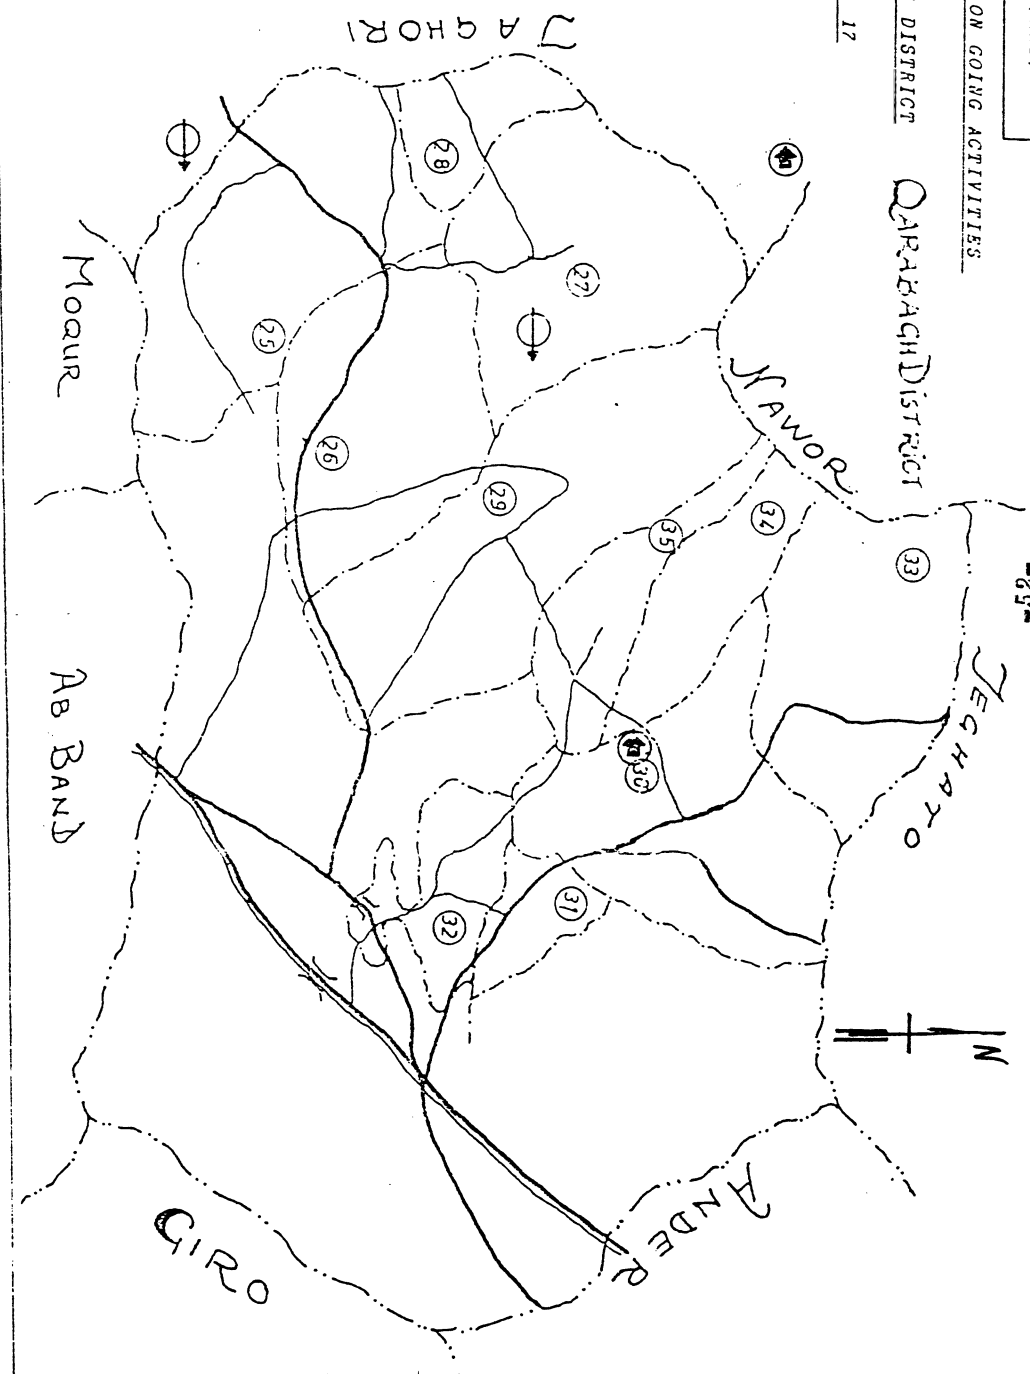 ON GOING ACTIVITIES
DISTRICT
17
QARABAGH DISTRICT
-65-
JAGHORI
NAWOR
JEGHATO
28
27
25
26
29
35
34
33
30
31
32
N
MOQUR
AB BAND
GIRO
ANDER